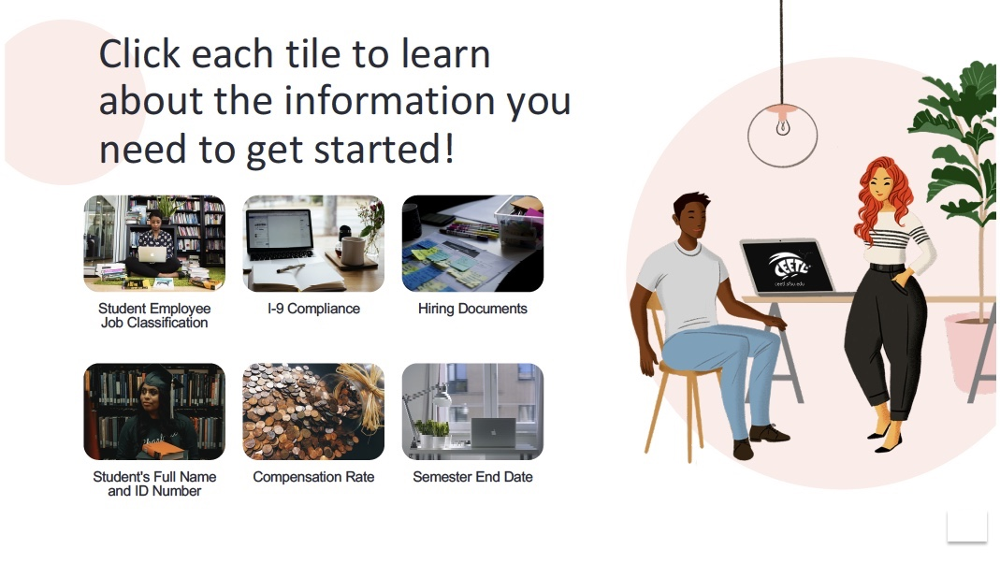 Click each tile to learn
about the information you
need to get started!
Student Employee
Job Classification
I-9 Compliance
Hiring Documents
Student's Full Name
and ID Number
Compensation Rate
Semester End Date
CEETL
ceetl.sfsu.edu